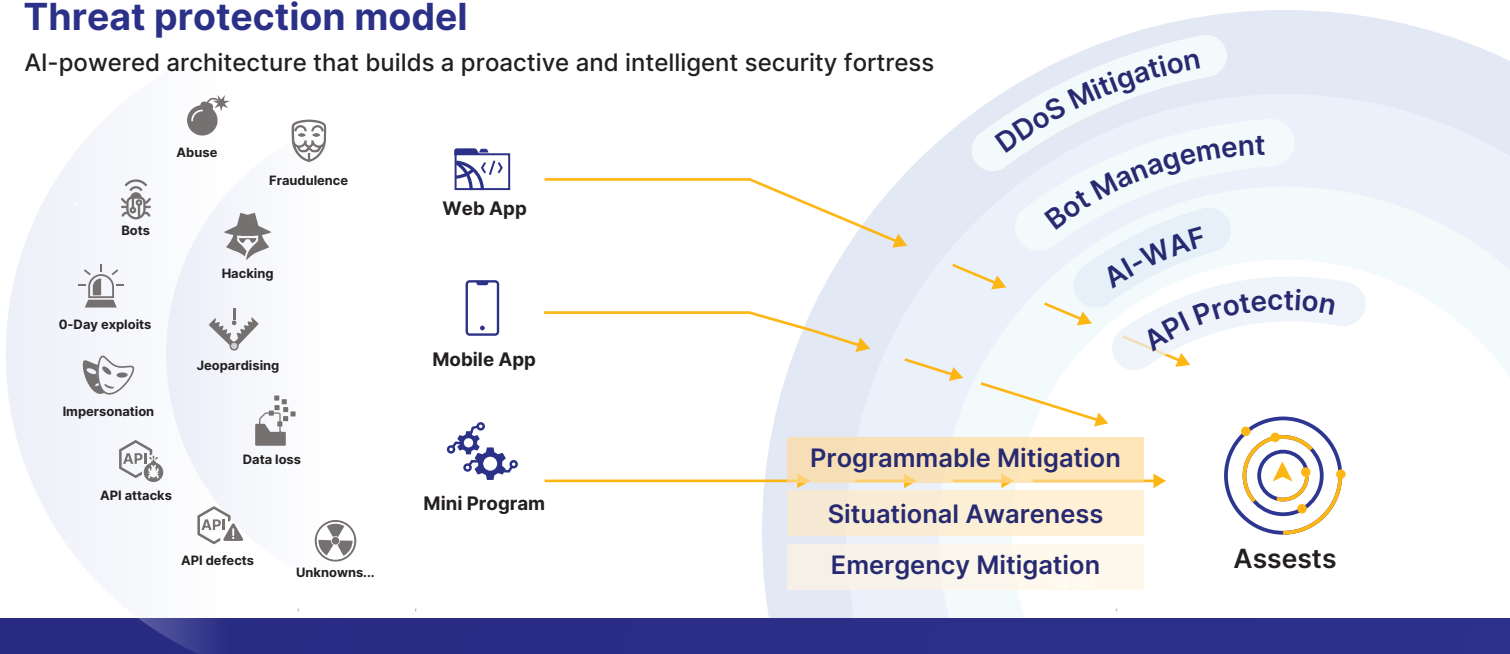 Threat protection model
AI-powered architecture that builds a proactive and intelligent security fortress
Abuse
Fraudulence
Bots
Hacking
0-Day exploits
Jeopardising
Impersonation
Data loss
API
API attacks
API
API defects
Unknowns...
</>
Web App
Mobile App
Mini Program
DDoS Mitigation
Bot Management
AI-WAF
API Protection
Programmable Mitigation
Situational Awareness
Emergency Mitigation
Assests